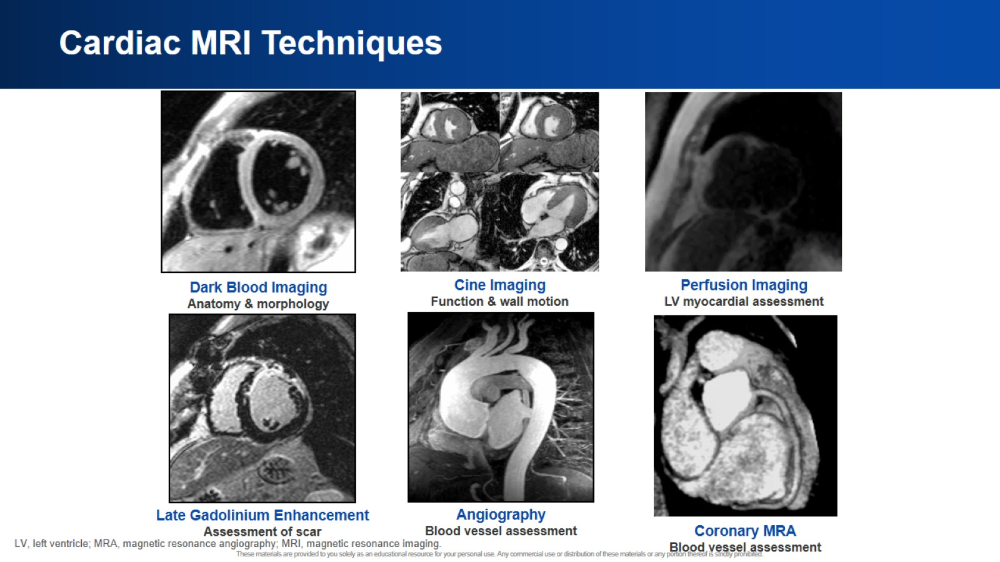 Cardiac MRI Techniques
Dark Blood Imaging
Anatomy & morphology
Cine Imaging
Function & wall motion
Perfusion Imaging
LV myocardial assessment
Late Gadolinium Enhancement
Assessment of scar
Angiography
Blood vessel assessment
Coronary MRA
Blood vessel assessment
LV, left ventricle; MRA, magnetic resonance angiography; MRI, magnetic resonance imaging.
These materials are provided to you solely as an educational resource for your personal use. Any commercial use or distribution of these materials or any portion thereof is strictly prohibited.